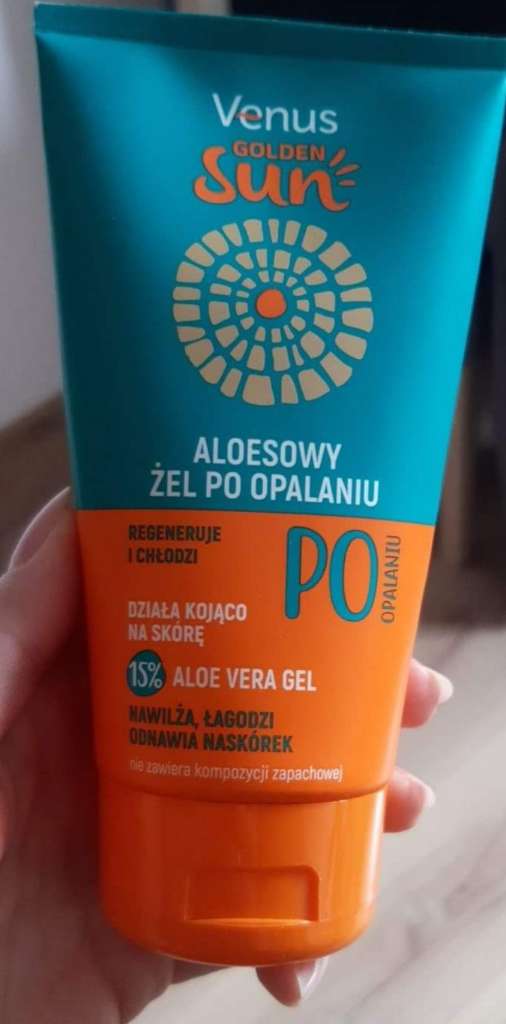 Venus
GOLDEN
Sun
ALOESOWY
ŻEL PO OPALANIU
REGENERUJE
I CHŁODZI
PO
OPALANIU
DZIAŁA KOJĄCO
NA SKÓRĘ
15% ALOE VERA GEL
NAWILŻA, ŁAGODZI
ODNAWIA NASKÓREK
nie zawiera kompozycji zapachowej